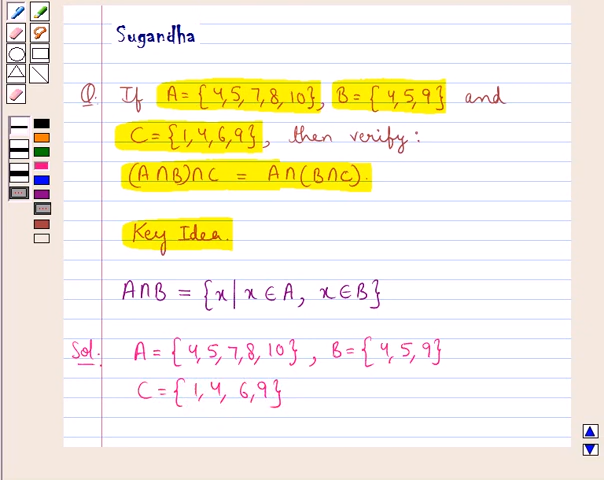 Sugandha
Q. If A = {4,5,7,8,10}, B = {4,5,9} and
C = {1,4,6,9}, then verify:
(A∩B)∩C = A∩(B∩C).
Key Idea.
A∩B = {x | x ∈ A, x ∈ B}
Sol. A = {4,5,7,8,10}, B = {4,5,9}
C = {1,4,6,9}